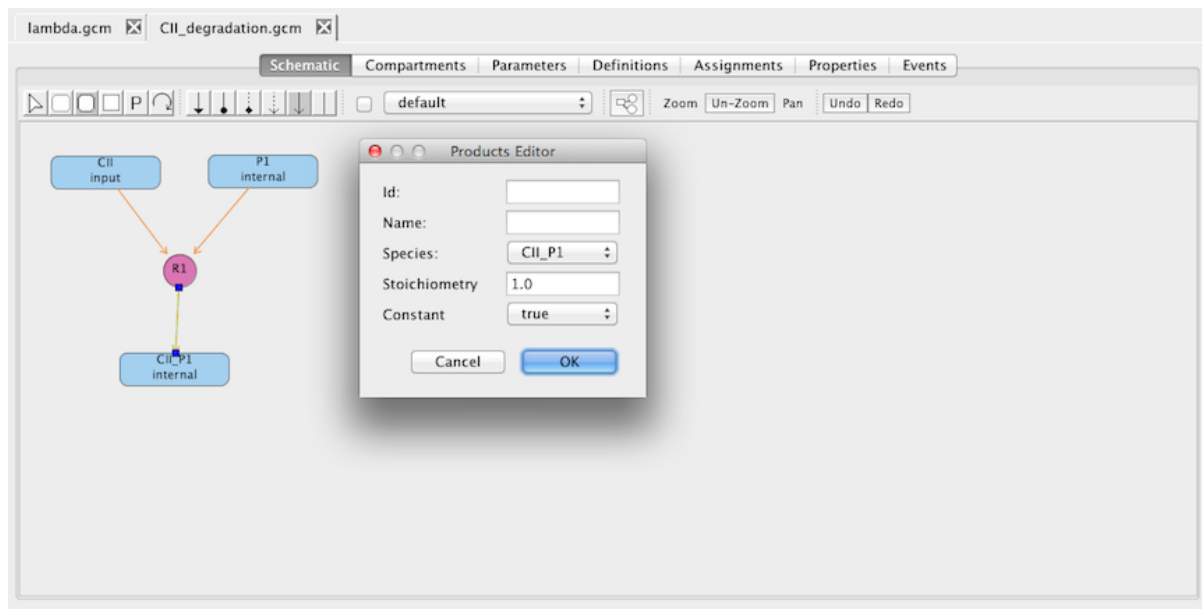 lambda.gcm CII_degradation.gcm
Schematic Compartments Parameters Definitions Assignments Properties Events
P default Zoom Un-Zoom Pan Undo Redo
CII
input
P1
internal
R1
CII_P1
internal
Products Editor
Id:
Name:
Species: CII_P1
Stoichiometry 1.0
Constant true
Cancel OK